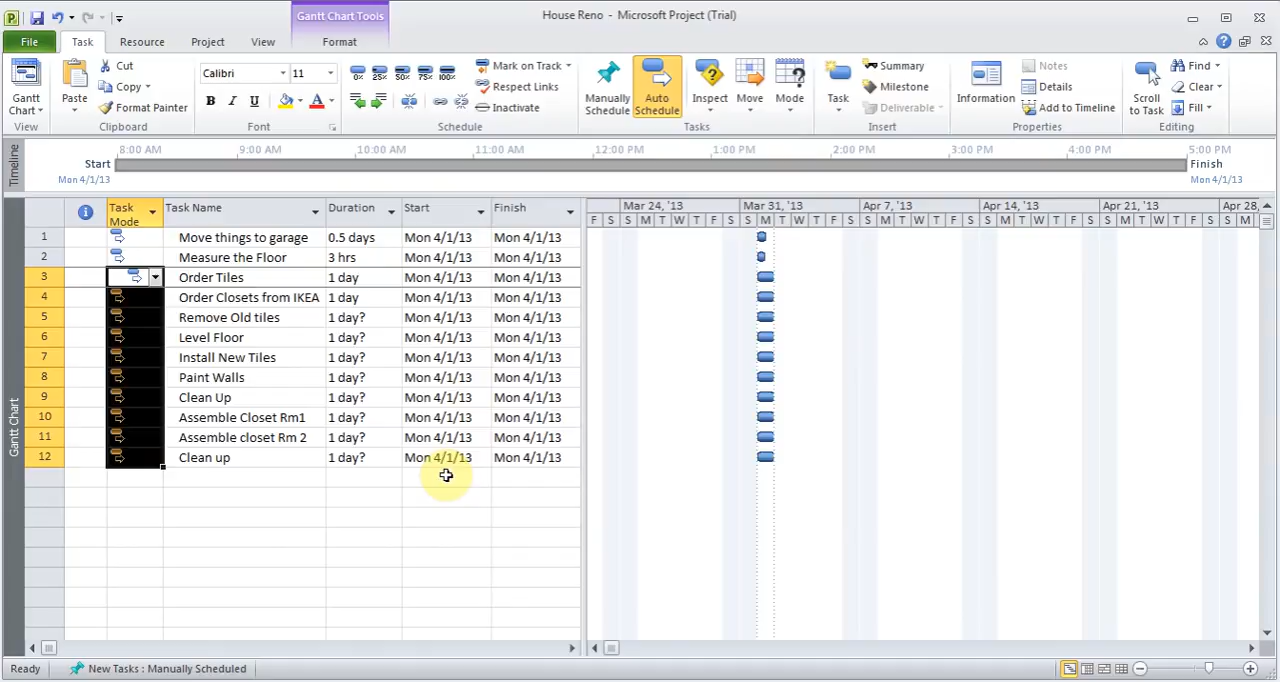 Gantt Chart Tools
House Reno - Microsoft Project (Trial)
File Task Resource Project View Format
Gantt Chart View
Paste Cut Copy Format Painter Clipboard
Calibri 11 B I U A Font
0% 25% 50% 75% 100% Mark on Track Respect Links Inactivate Schedule
Manually Schedule Auto Schedule Inspect Move Mode Tasks
Task Summary Milestone Deliverable Insert
Information Notes Details Add to Timeline Properties
Scroll to Task Find Clear Fill Editing
Timeline
8:00 AM 9:00 AM 10:00 AM 11:00 AM 12:00 PM 1:00 PM 2:00 PM 3:00 PM 4:00 PM 5:00 PM
Start Finish
Mon 4/1/13 Mon 4/1/13
Gantt Chart
Task Mode Task Name Duration Start Finish
Mar 24, '13 Mar 31, '13 Apr 7, '13 Apr 14, '13 Apr 21, '13 Apr 28,
F S S M T W T F S S M T W T F S S M T W T F S S M T W T F S S M T W T F S S M
1 Move things to garage 0.5 days Mon 4/1/13 Mon 4/1/13
2 Measure the Floor 3 hrs Mon 4/1/13 Mon 4/1/13
3 Order Tiles 1 day Mon 4/1/13 Mon 4/1/13
4 Order Closets from IKEA 1 day Mon 4/1/13 Mon 4/1/13
5 Remove Old tiles 1 day? Mon 4/1/13 Mon 4/1/13
6 Level Floor 1 day? Mon 4/1/13 Mon 4/1/13
7 Install New Tiles 1 day? Mon 4/1/13 Mon 4/1/13
8 Paint Walls 1 day? Mon 4/1/13 Mon 4/1/13
9 Clean Up 1 day? Mon 4/1/13 Mon 4/1/13
10 Assemble Closet Rm1 1 day? Mon 4/1/13 Mon 4/1/13
11 Assemble closet Rm 2 1 day? Mon 4/1/13 Mon 4/1/13
12 Clean up 1 day? Mon 4/1/13 Mon 4/1/13
Ready New Tasks : Manually Scheduled